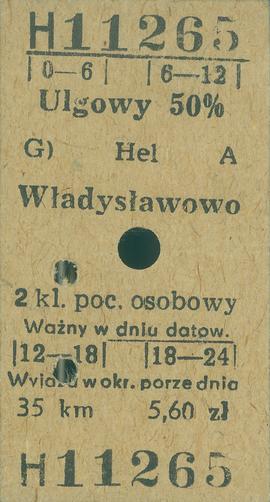 H11265
|0—6| |6—12|
Ulgowy 50%
G) Hel A
Władysławowo
2 kl. poc. osobowy
Ważny w dniu datow.
|12—18| |18—24|
Wyjazd w okr. porze dnia
35 km 5,60 zł
H11265